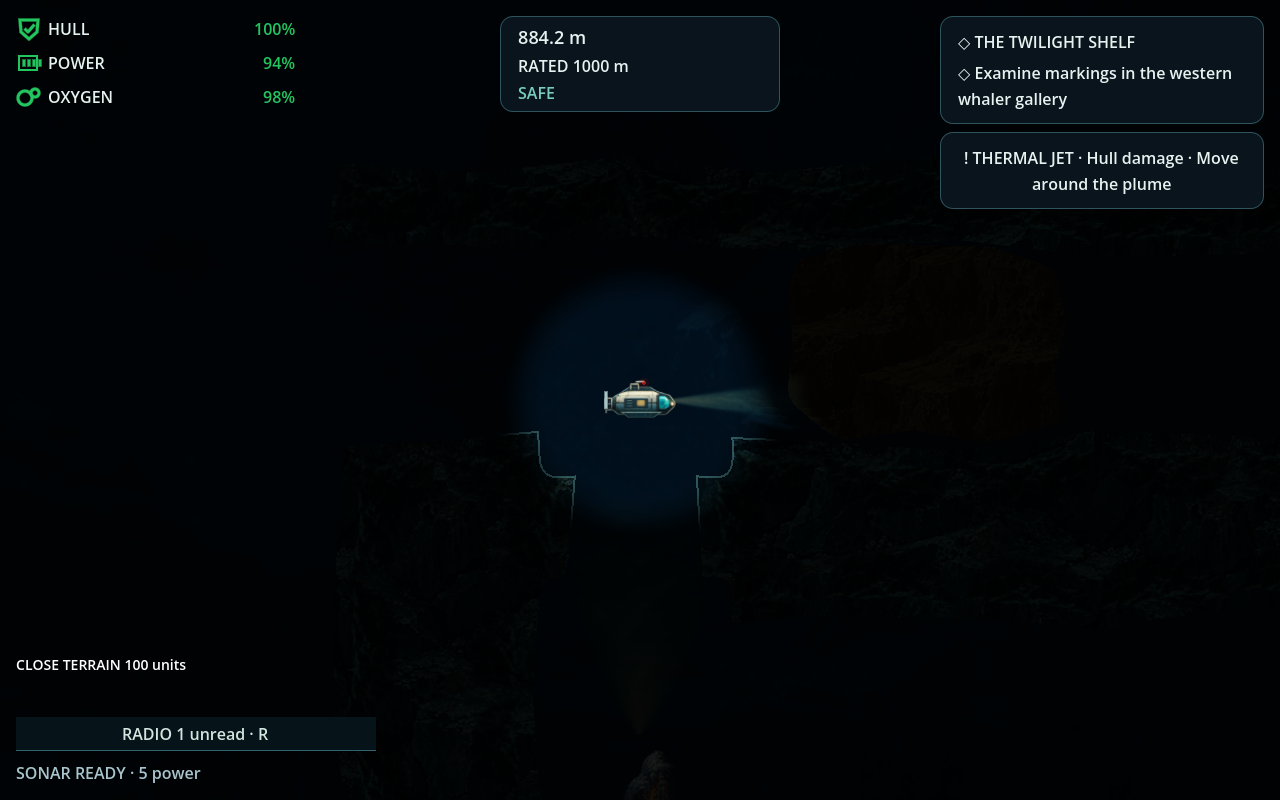 HULL 100%
POWER 94%
OXYGEN 98%
884.2 m
RATED 1000 m
SAFE
◇ THE TWILIGHT SHELF
◇ Examine markings in the western
whaler gallery
! THERMAL JET · Hull damage · Move
around the plume
CLOSE TERRAIN 100 units
RADIO 1 unread · R
SONAR READY · 5 power